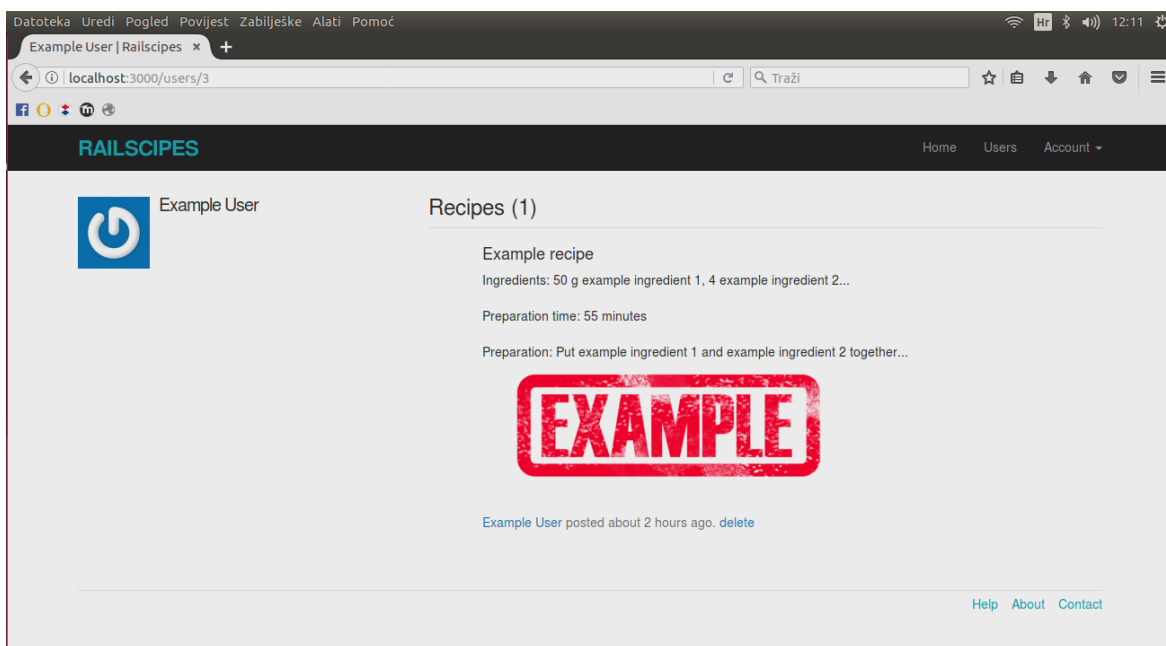 Datoteka Uredi Pogled Povijest Zabilješke Alati Pomoć
Hr 12:11
Example User | Railscipes × +
localhost:3000/users/3
Traži
RAILSCIPES
Home Users Account
Example User
Recipes (1)
Example recipe
Ingredients: 50 g example ingredient 1, 4 example ingredient 2...
Preparation time: 55 minutes
Preparation: Put example ingredient 1 and example ingredient 2 together...
EXAMPLE
Example User posted about 2 hours ago. delete
Help About Contact